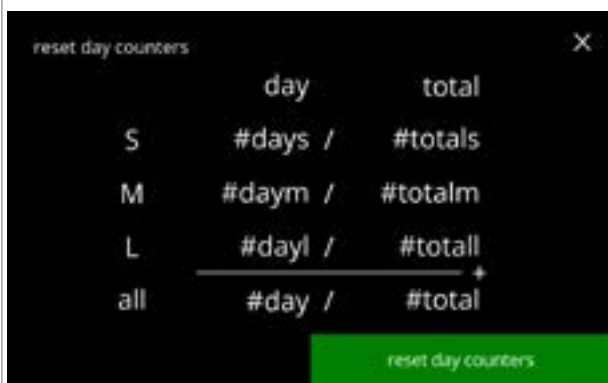 reset day counters ×
day total
S #days / #totals
M #daym / #totalm
L #dayl / #totall
+
all #day / #total
reset day counters